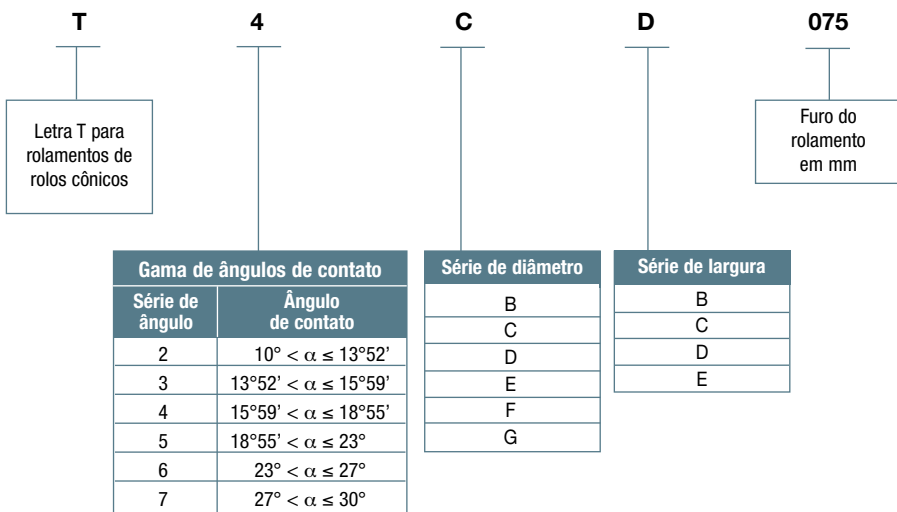 T 4 C D 075
Letra T para
rolamentos de
rolos cônicos
Furo do
rolamento
em mm
Gama de ângulos de contato
Série de
ângulo
Ângulo
de contato
2 10° < α ≤ 13°52’
3 13°52’ < α ≤ 15°59’
4 15°59’ < α ≤ 18°55’
5 18°55’ < α ≤ 23°
6 23° < α ≤ 27°
7 27° < α ≤ 30°
Série de diâmetro
B
C
D
E
F
G
Série de largura
B
C
D
E